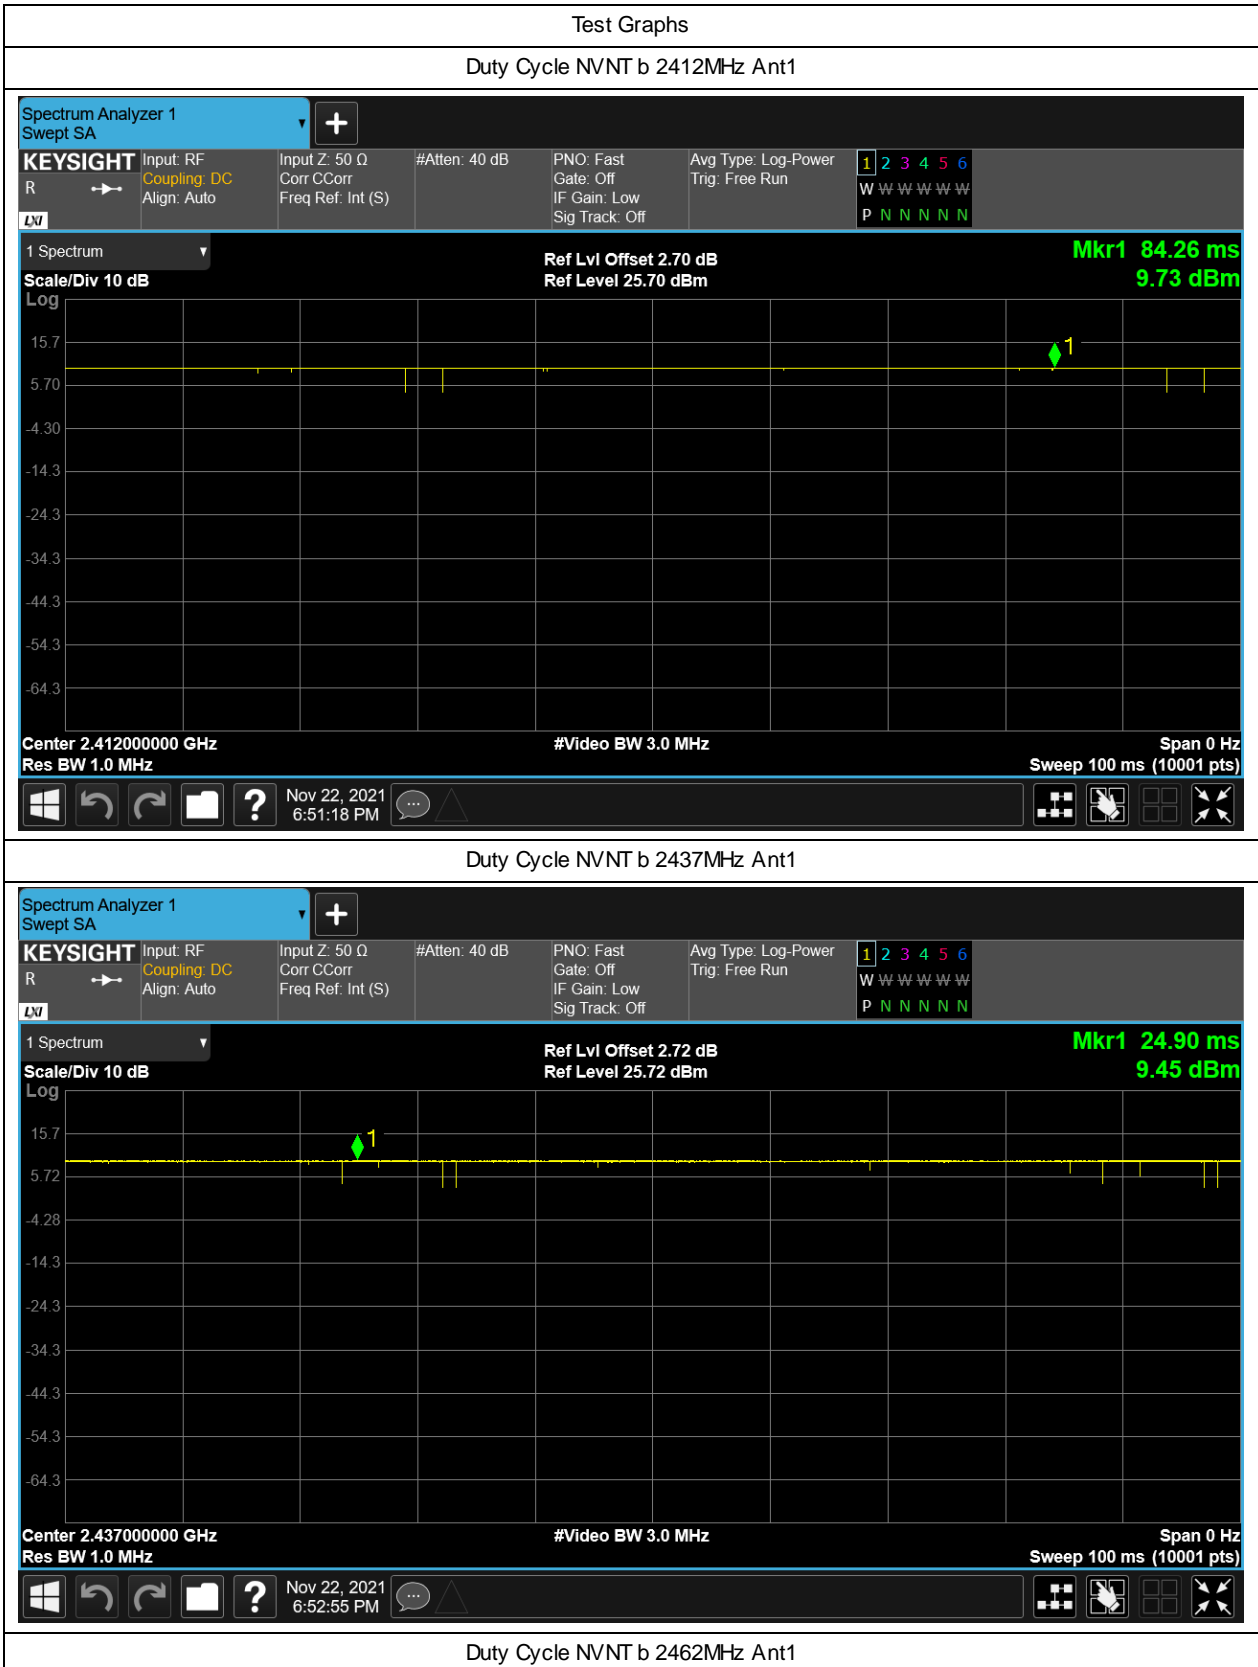 Test Graphs
Duty Cycle NVNT b 2412MHz Ant1
Spectrum Analyzer 1
Swept SA
KEYSIGHT Input: RF Input Z: 50 Ω #Atten: 40 dB PNO: Fast Avg Type: Log-Power 1 2 3 4 5 6
R Coupling: DC Corr CCorr Gate: Off Trig: Free Run W W W W W W
Align: Auto Freq Ref: Int (S) IF Gain: Low
LXI Sig Track: Off P N N N N N
1 Spectrum Ref Lvl Offset 2.70 dB Mkr1 84.26 ms
Scale/Div 10 dB Ref Level 25.70 dBm 9.73 dBm
Log
15.7 1
5.70
-4.30
-14.3
-24.3
-34.3
-44.3
-54.3
-64.3
Center 2.412000000 GHz #Video BW 3.0 MHz Span 0 Hz
Res BW 1.0 MHz Sweep 100 ms (10001 pts)
? Nov 22, 2021
6:51:18 PM
Duty Cycle NVNT b 2437MHz Ant1
Spectrum Analyzer 1
Swept SA
KEYSIGHT Input: RF Input Z: 50 Ω #Atten: 40 dB PNO: Fast Avg Type: Log-Power 1 2 3 4 5 6
R Coupling: DC Corr CCorr Gate: Off Trig: Free Run W W W W W W
Align: Auto Freq Ref: Int (S) IF Gain: Low
LXI Sig Track: Off P N N N N N
1 Spectrum Ref Lvl Offset 2.72 dB Mkr1 24.90 ms
Scale/Div 10 dB Ref Level 25.72 dBm 9.45 dBm
Log
15.7 1
5.72
-4.28
-14.3
-24.3
-34.3
-44.3
-54.3
-64.3
Center 2.437000000 GHz #Video BW 3.0 MHz Span 0 Hz
Res BW 1.0 MHz Sweep 100 ms (10001 pts)
? Nov 22, 2021
6:52:55 PM
Duty Cycle NVNT b 2462MHz Ant1